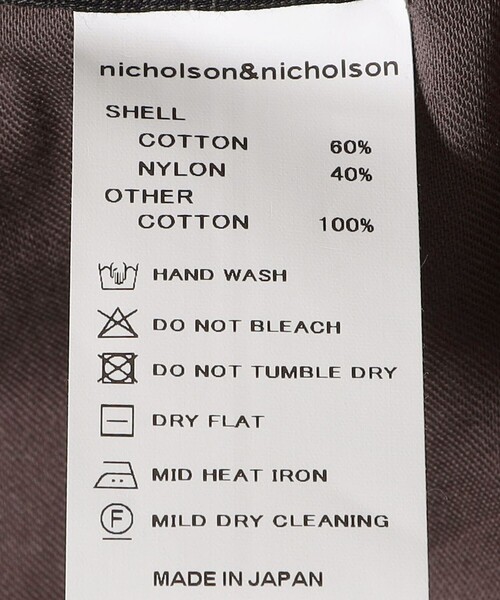 nicholson&nicholson
SHELL
COTTON 60%
NYLON 40%
OTHER
COTTON 100%
HAND WASH
DO NOT BLEACH
DO NOT TUMBLE DRY
DRY FLAT
MID HEAT IRON
F MILD DRY CLEANING
MADE IN JAPAN